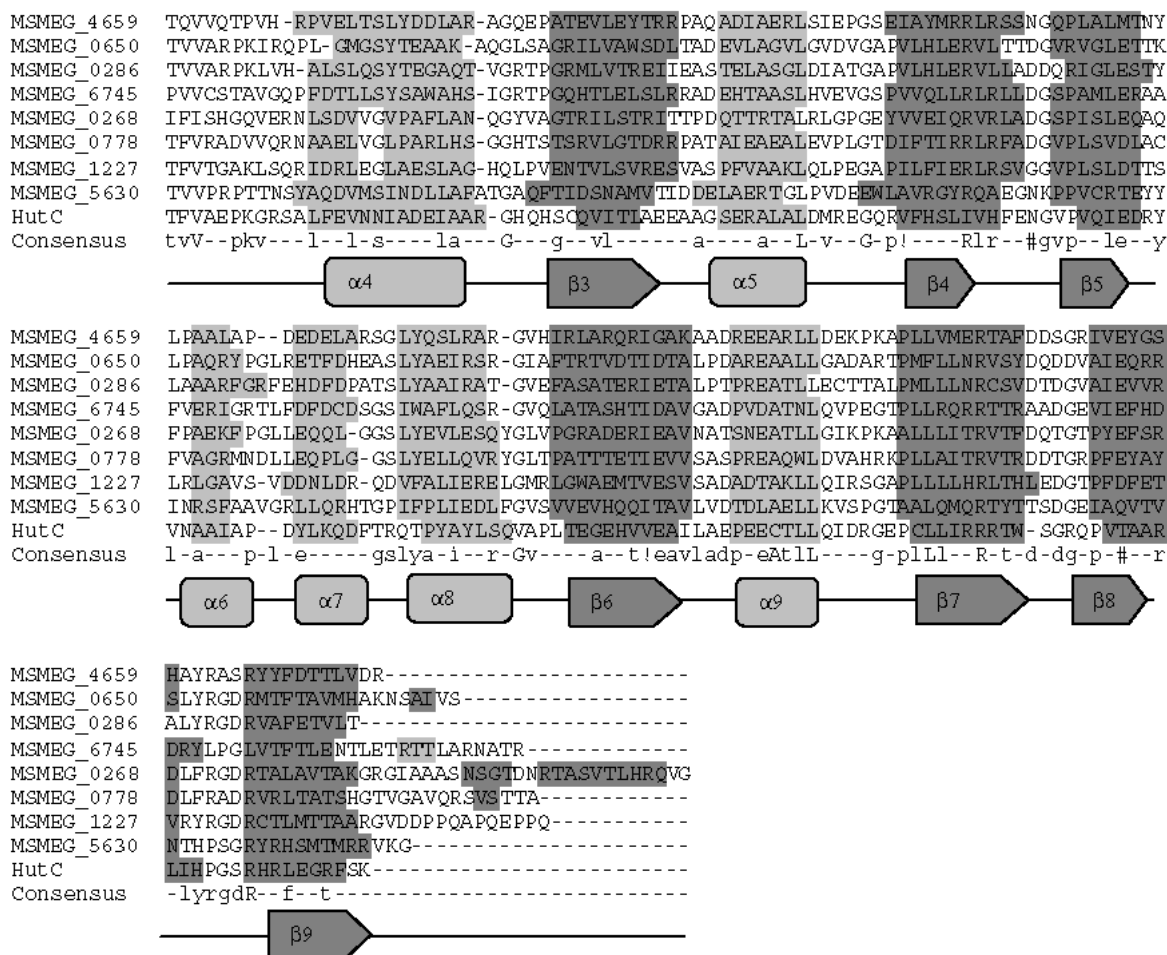 MSMEG_4659 TQVVQTPVH-RPVELTSLYDDLAR-AGQEPATEVLEYTRRPAQADIAERLSIEPGSEIAYMRRLRSSNGQPLALMTNY
MSMEG_0650 TVVARPKIRQPL-GMGSYTEAAK-AQGLSAGRILVAWSDLTADEVLAGVLGVDVGAPVLHLERVLTTDGVRVGLETTK
MSMEG_0286 TVVARPKLVH-ALSLQSYTEGAQT-VGRTPGRMLVTREIIEASTELASGLDIATGAPVLHLERVLLADDQRIGLESTY
MSMEG_6745 PVVCSTAVGQPFDTLLSYSAWAHS-IGRTPGQHTLELSLRRADEHTAASLHVEVGSPVVQLLRLRLLDGSPAMLERAA
MSMEG_0268 IFISHGQVERNLSDVVGVPAFLAN-QGYVAGTRILSTRITTPDQTTRTALRLGPGEYVVEIQRVRLADGSPISLEQAQ
MSMEG_0778 TFVRADVVQRNAAELVGLPARLHS-GGHTSTSRVLGTDRRPATAIEAEALEVPLGTDIFTIRRLRFADGVPLSVDLAC
MSMEG_1227 TFVTGAKLSQRIDRLEGLAESLAG-HQLPVENTVLSVRESVASPFVAAKLQLPEGAPILFIERLRSVGGVPLSLDTTC
MSMEG_5630 TVVPRPTTNSYAQDVMSINDLLAFATGAQFTIDSNAMVTIDDELAERTGLPVDEEWLAVRGYRQAEGNKPPVCRTEYY
HutC TFVAEPKGRSALFEVNNIADEIAAR-GHQHSCQVITLAEEAAGSERALALDMREGQRVFHSLIVHFENGVPVQIEDRY
Consensus tvV--pkv---l--l-s----la--G--g--vl-----a---a--L-v--G-p!----Rlr--#gvp--le--y
α4 β3 α5 β4 β5
MSMEG_4659 LPAALAP--DEDELARSGLYQSLRAR-GVHIRLARQRIGAKAADREEARLLDEKPKAPLLVMERTAFDDSGRIVEYGS
MSMEG_0650 LPAQRYPGLRETFDHEASLYAEIRSR-GIAFTRTVDTIDTALPDAREAALLGADARTPMFLLNRVSYDQDDVAIEQRR
MSMEG_0286 LAAARFGRFEHDFDPATSLYAAIRAT-GVEFASATERIETALPTPREATLLECTTALPMLLLNRCSVDTDGVAIEVVR
MSMEG_6745 FVERIGRTLFDFDCDSGSIWAFLQSR-GVQLATASHTIDAVGADPVDATNLQVPEGTPLLRQRRTTRAADGEVIEFHD
MSMEG_0268 FPAEKFPGLLEQQL-GGSLYEVLESQYGLVPGRADERIEAVNATSNEATLLGIKPKAALLLITRVTFDQTGTPYEFSR
MSMEG_0778 FVAGRMNDLLEQPLG-GSLYELLQVRYGLTPATTTETIEVVSASPREAQWLDVAHRKPLLAITRVTRDDTGRPFEYAY
MSMEG_1227 LRLGAVS-VDDNLDR-QDVFALIERELGMRLGWAEMTVESVSADADTAKLLQIRSGAPLLLLHRLTHLEDGTPFDFET
MSMEG_5630 INRSFAAVGRLLQRHTGPIFPLIEDLFGVSVVEVHQQITAVLVDTDLAELLKVSPGTAALQMQRTYTTSDGEIAQVTV
HutC VNAALAP--DYLKQDFTRQTPYAYLSQVAPLTEGEHVVEAILAEPEECTLLQIDRGEPCLLIRRRTW-SGRQPVTAAR
Consensus l-a---p-l-e-----gslya-i--r-Gv----a--t!eavladp-eAtlL----g-plLl--R-t-d-dg-p-#--r
α6 α7 α8 β6 α9 β7 β8
MSMEG_4659 HAYRASRYYFDTTLVDR------------------------
MSMEG_0650 SLYRGDRMTFTAVMHAKNSAIVS------------------
MSMEG_0286 ALYRGDRVAFETVLT--------------------------
MSMEG_6745 DRYLPGLVTFTLENTLETRTTLARNATR-------------
MSMEG_0268 DLFRGDRTALAVTAKGRGIAAASNSGTDNRTASVTLHRQVG
MSMEG_0778 DLFRADRVRLTATSHGTVGAVQRSVSTTA------------
MSMEG_1227 VRYRGDRCTLMTTAARGVDDPPQAPQEPPQ-----------
MSMEG_5630 NTHPSGRYRHSMTMRRVKG----------------------
HutC LIHPGSRHRLEGRFSK-------------------------
Consensus -lyrgdR--f--t----------------------------
β9